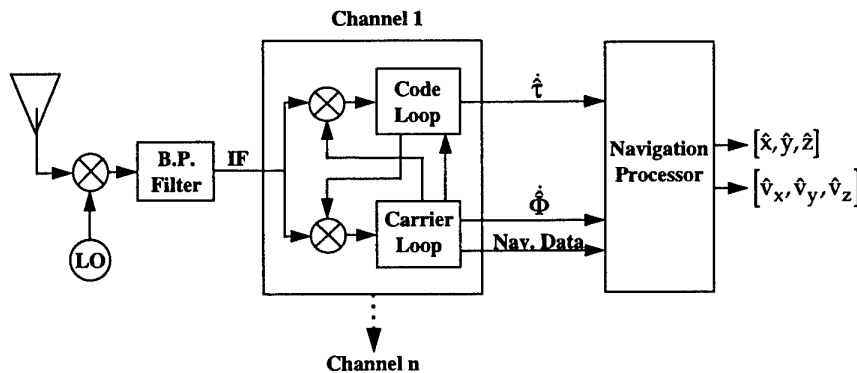 Channel 1
Code
Loop
τ̂̇
B.P.
Filter
IF
Navigation
Processor
[x̂, ŷ, ẑ]
[v̂x, v̂y, v̂z]
LO
Carrier
Loop
Φ̂̇
Nav. Data
Channel n